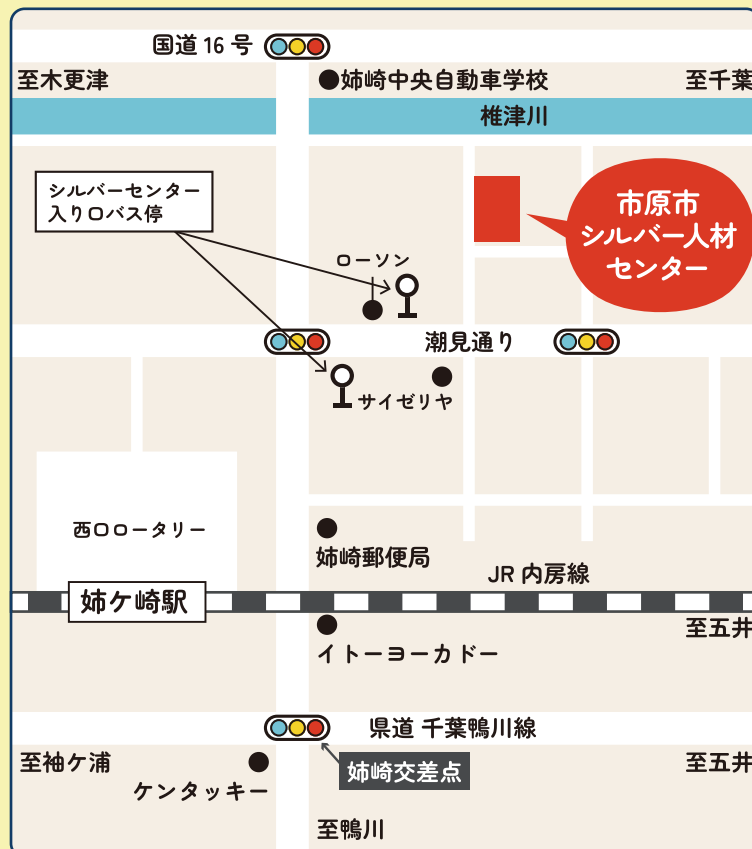 国道16号
至木更津
姉崎中央自動車学校
至千葉
椎津川
シルバーセンター
入り口バス停
市原市
シルバー人材
センター
ローソン
潮見通り
サイゼリヤ
西口ロータリー
姉崎郵便局
JR 内房線
姉ケ崎駅
至五井
イトーヨーカドー
県道 千葉鴨川線
至袖ケ浦
姉崎交差点
至五井
ケンタッキー
至鴨川